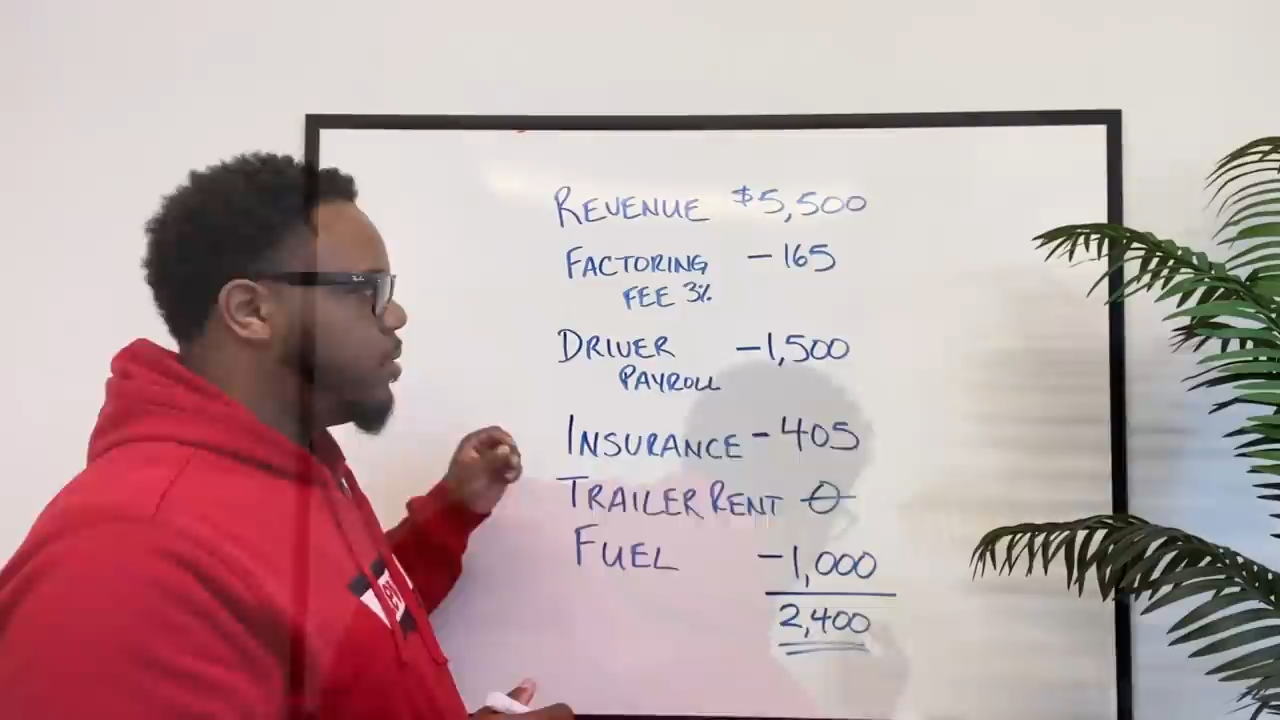 REVENUE $5,500
FACTORING -165
FEE 3%
DRIVER -1,500
PAYROLL
INSURANCE -405
TRAILER RENT 0
FUEL -1,000
2,400